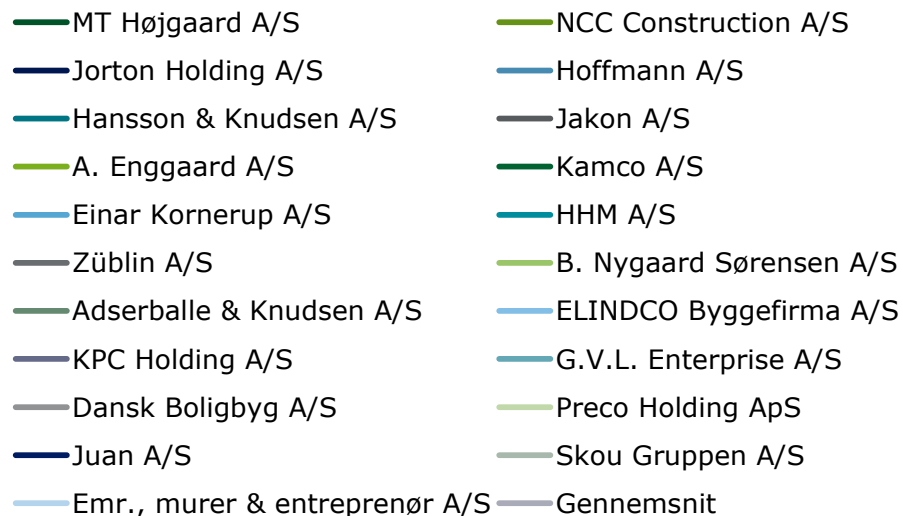 MT Højgaard A/S
NCC Construction A/S
Jorton Holding A/S
Hoffmann A/S
Hansson & Knudsen A/S
Jakon A/S
A. Enggaard A/S
Kamco A/S
Einar Kornerup A/S
HHM A/S
Züblin A/S
B. Nygaard Sørensen A/S
Adserballe & Knudsen A/S
ELINDCO Byggefirma A/S
KPC Holding A/S
G.V.L. Enterprise A/S
Dansk Boligbyg A/S
Preco Holding ApS
Juan A/S
Skou Gruppen A/S
Emr., murer & entreprenør A/S
Gennemsnit